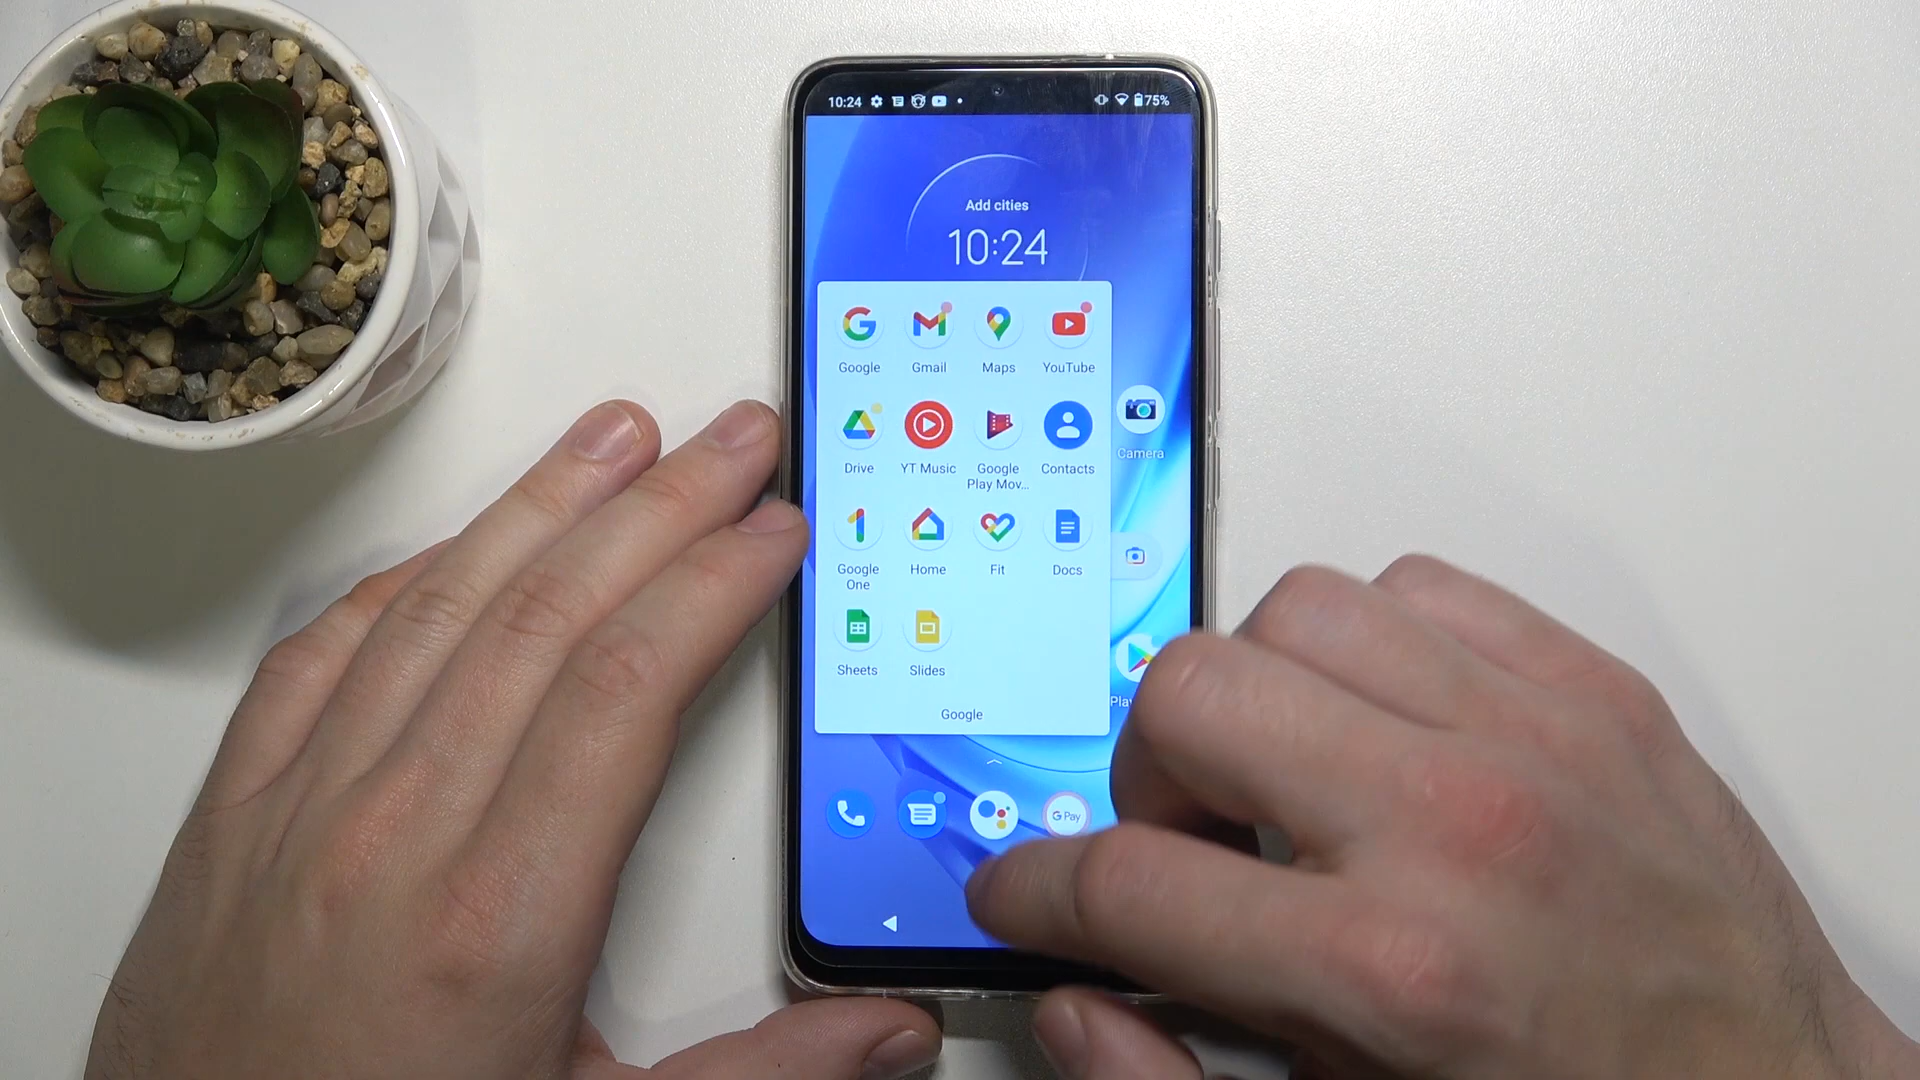 10:24
75%
Add cities
10:24
Google Gmail Maps YouTube
Camera
Drive YT Music Google Play Mov... Contacts
Google One Home Fit Docs
Sheets Slides
Google
G Pay